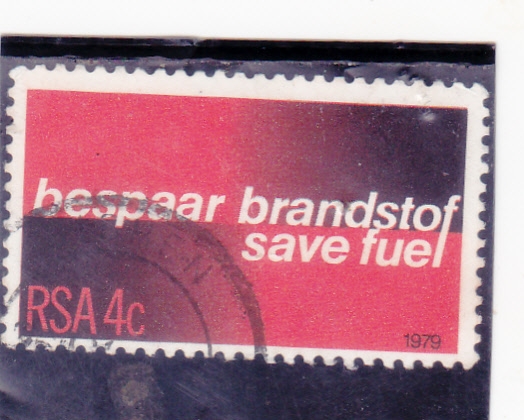 bespaar brandstof
save fuel
RSA 4c
1979